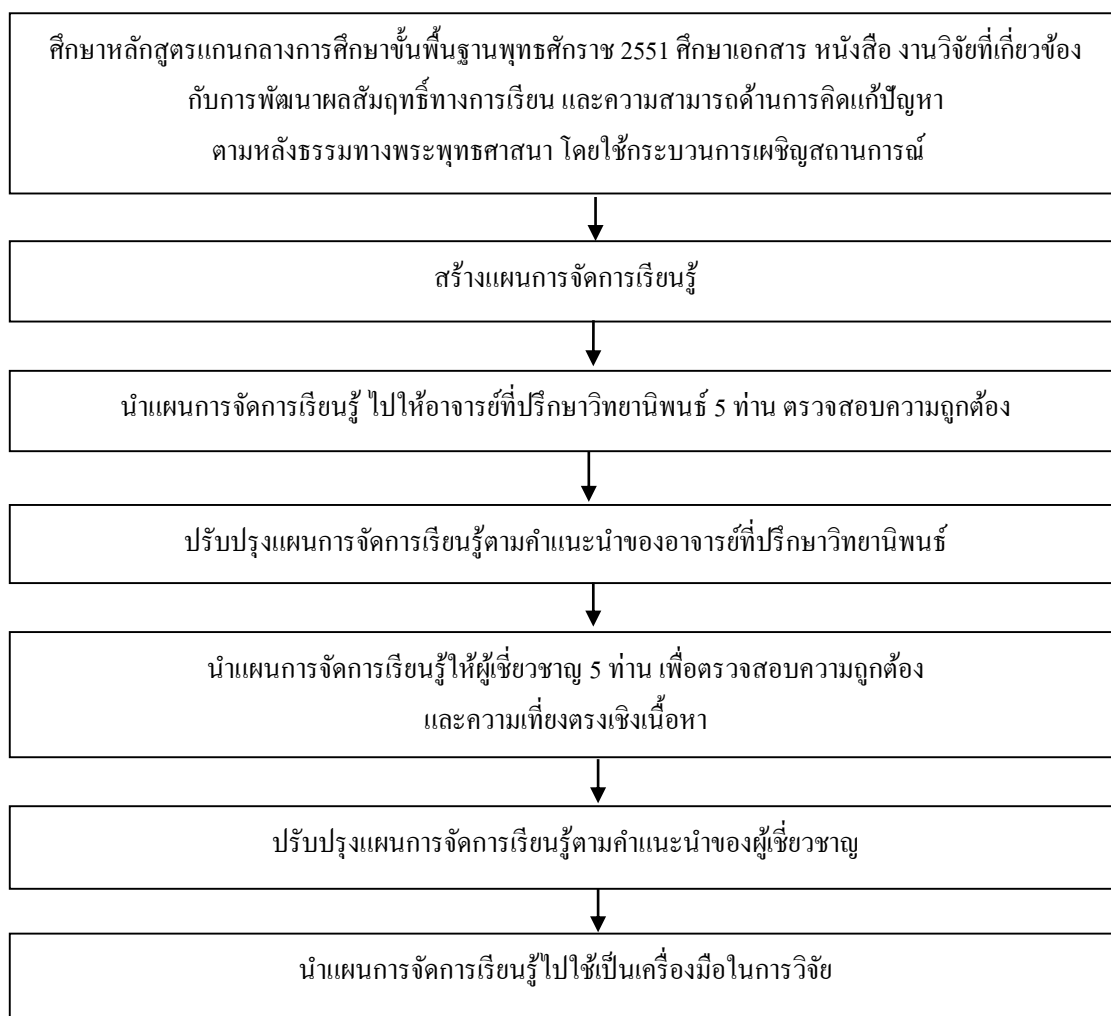 ศึกษาหลักสูตรแกนกลางการศึกษาขั้นพื้นฐานพุทธศักราช 2551 ศึกษาเอกสาร หนังสือ งานวิจัยที่เกี่ยวข้อง
กับการพัฒนาผลสัมฤทธิ์ทางการเรียน และความสามารถด้านการคิดแก้ปัญหา
ตามหลังธรรมทางพระพุทธศาสนา โดยใช้กระบวนการเผชิญสถานการณ์
สร้างแผนการจัดการเรียนรู้
นำแผนการจัดการเรียนรู้ ไปให้อาจารย์ที่ปรึกษาวิทยานิพนธ์ 5 ท่าน ตรวจสอบความถูกต้อง
ปรับปรุงแผนการจัดการเรียนรู้ตามคำแนะนำของอาจารย์ที่ปรึกษาวิทยานิพนธ์
นำแผนการจัดการเรียนรู้ให้ผู้เชี่ยวชาญ 5 ท่าน เพื่อตรวจสอบความถูกต้อง
และความเที่ยงตรงเชิงเนื้อหา
ปรับปรุงแผนการจัดการเรียนรู้ตามคำแนะนำของผู้เชี่ยวชาญ
นำแผนการจัดการเรียนรู้ไปใช้เป็นเครื่องมือในการวิจัย